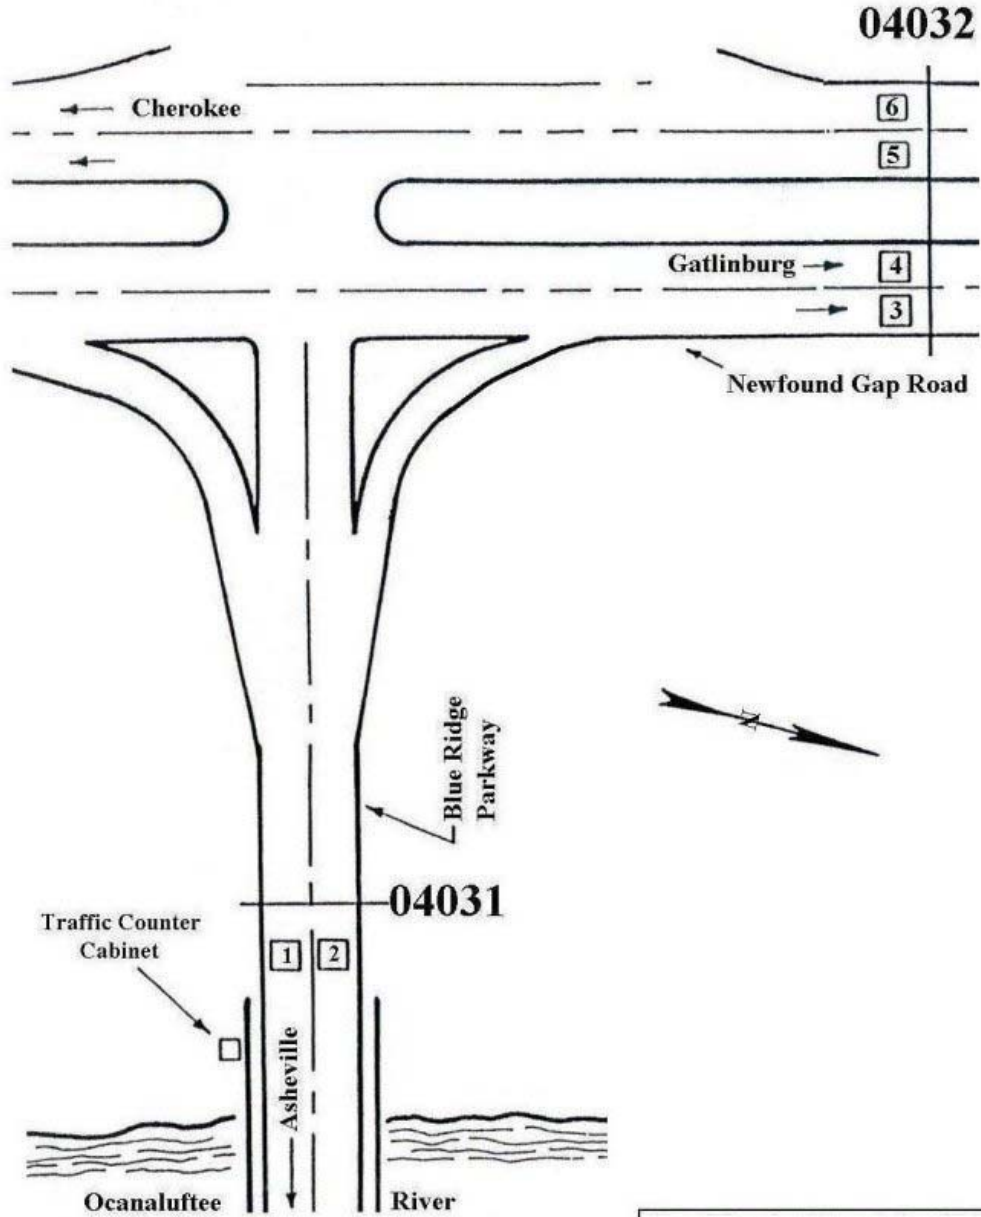 04032
Cherokee
6
5
Gatlinburg
4
3
Newfound Gap Road
N
Blue Ridge
Parkway
04031
Traffic Counter
Cabinet
1
2
Asheville
Ocanaluftee
River